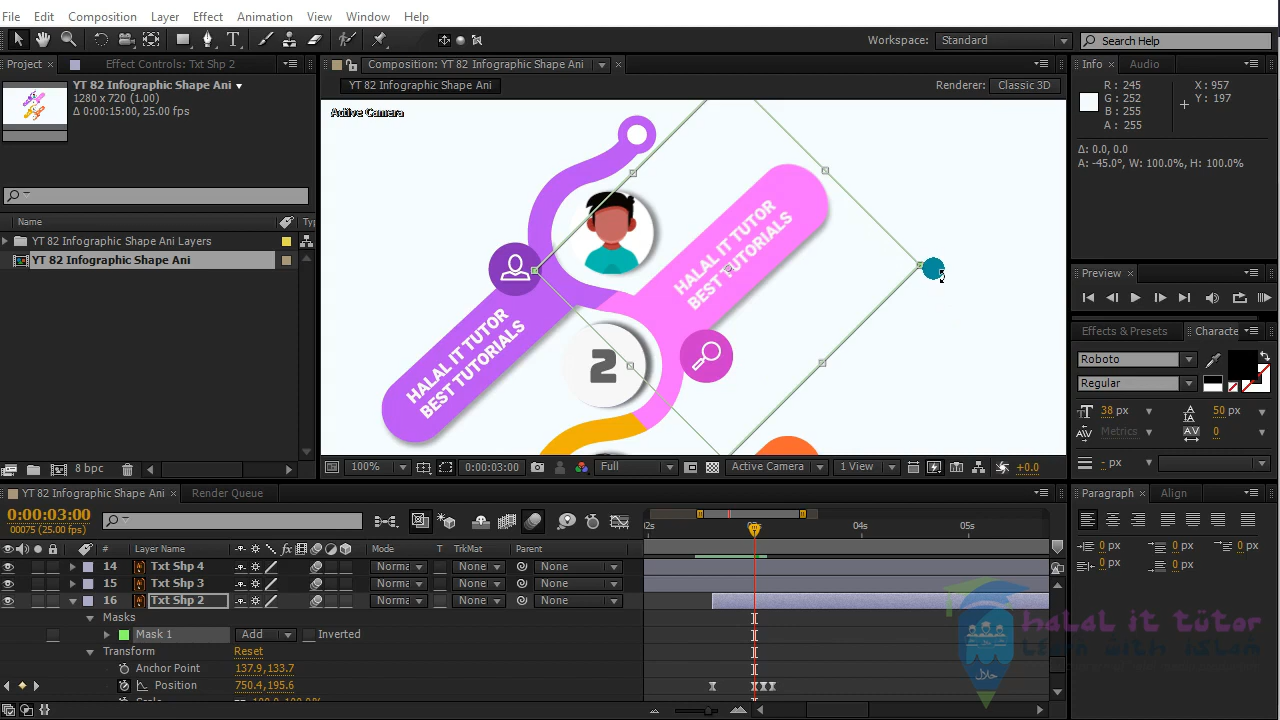 File Edit Composition Layer Effect Animation View Window Help
Workspace: Standard Search Help
Project Effect Controls: Txt Shp 2
Composition: YT 82 Infographic Shape Ani
Info Audio
YT 82 Infographic Shape Ani
1280 x 720 (1.00)
Δ 0:00:15:00, 25.00 fps
YT 82 Infographic Shape Ani
Renderer: Classic 3D
Active Camera
R : 245
G : 252
B : 255
A : 255
X : 957
Y : 197
Δ: 0.0, 0.0
A: -45.0°, W: 100.0%, H: 100.0%
Name Ty
YT 82 Infographic Shape Ani Layers
YT 82 Infographic Shape Ani
HALAL IT TUTOR
BEST TUTORIALS
HALAL IT TUTOR
BEST TUTORIALS
2
Preview
Effects & Presets Characte
Roboto
Regular
38 px 50 px
Metrics 0
- px
8 bpc
100% 0:00:03:00 Full Active Camera 1 View +0.0
YT 82 Infographic Shape Ani Render Queue
Paragraph Align
0 px 0 px 0 px
0 px 0 px
0:00:03:00
00075 (25.00 fps)
02s 04s 05s
# Layer Name Mode T TrkMat Parent
14 Txt Shp 4 Norma None None
15 Txt Shp 3 Norma None None
16 Txt Shp 2 Norma None None
Masks
Mask 1 Add Inverted
Transform Reset
Anchor Point 137.9,133.7
Position 750.4,195.6
Halal it tutor
Learn with islam
حلال